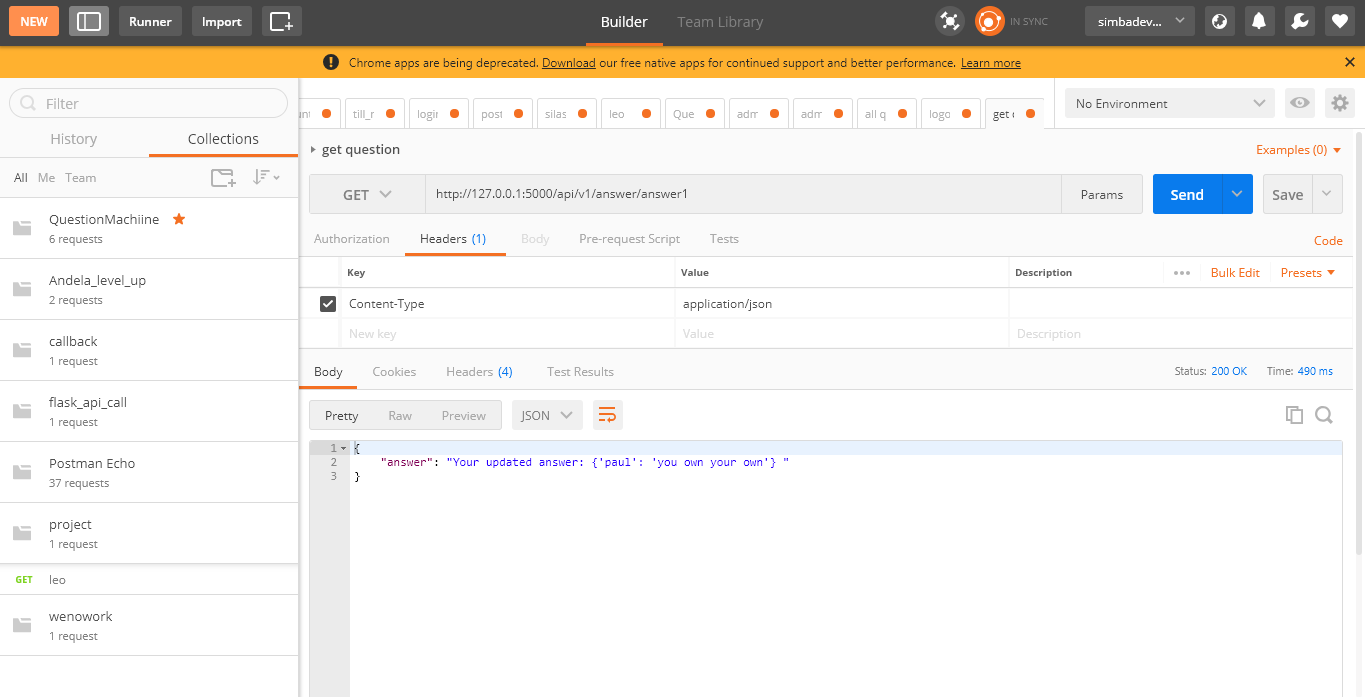 NEW
Runner
Import
Builder
Team Library
IN SYNC
simbadev...
Chrome apps are being deprecated. Download our free native apps for continued support and better performance. Learn more
Filter
History
Collections
All Me Team
QuestionMachiine
6 requests
Andela_level_up
2 requests
callback
1 request
flask_api_call
1 request
Postman Echo
37 requests
project
1 request
GET leo
wenowork
1 request
till_r
login
post
silas
leo
Que
adm
adm
all q
logo
get
No Environment
get question
Examples (0)
GET
http://127.0.0.1:5000/api/v1/answer/answer1
Params
Send
Save
Authorization
Headers (1)
Body
Pre-request Script
Tests
Code
Key Value Description
••• Bulk Edit Presets
Content-Type application/json
New key Value Description
Body
Cookies
Headers (4)
Test Results
Status: 200 OK
Time: 490 ms
Pretty Raw Preview
JSON
1 {
2 "answer": "Your updated answer: {'paul': 'you own your own'} "
3 }